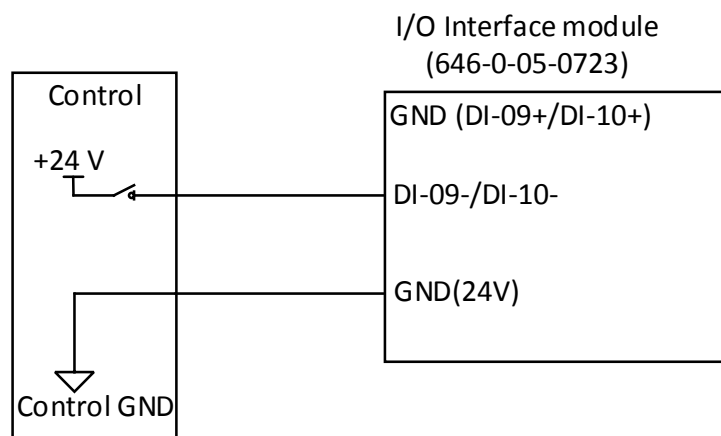 I/O Interface module
(646-0-05-0723)
Control
GND (DI-09+/DI-10+)
+24 V
DI-09-/DI-10-
GND(24V)
Control GND